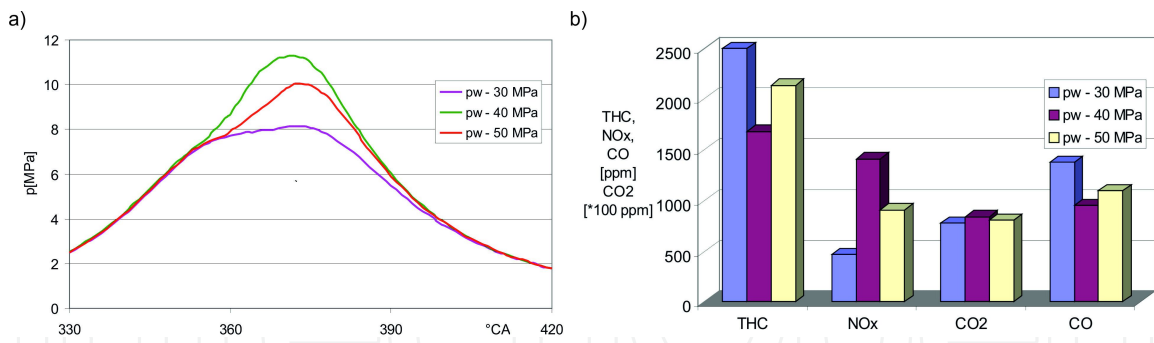 a)
12
10
8
6
4
2
0
p[MPa]
330
360
390
°CA
420
pw - 30 MPa
pw - 40 MPa
pw - 50 MPa
b)
THC,
NOx,
CO
[ppm]
CO2
[*100 ppm]
2500
2000
1500
1000
500
0
THC
NOx
CO2
CO
pw - 30 MPa
pw - 40 MPa
pw - 50 MPa